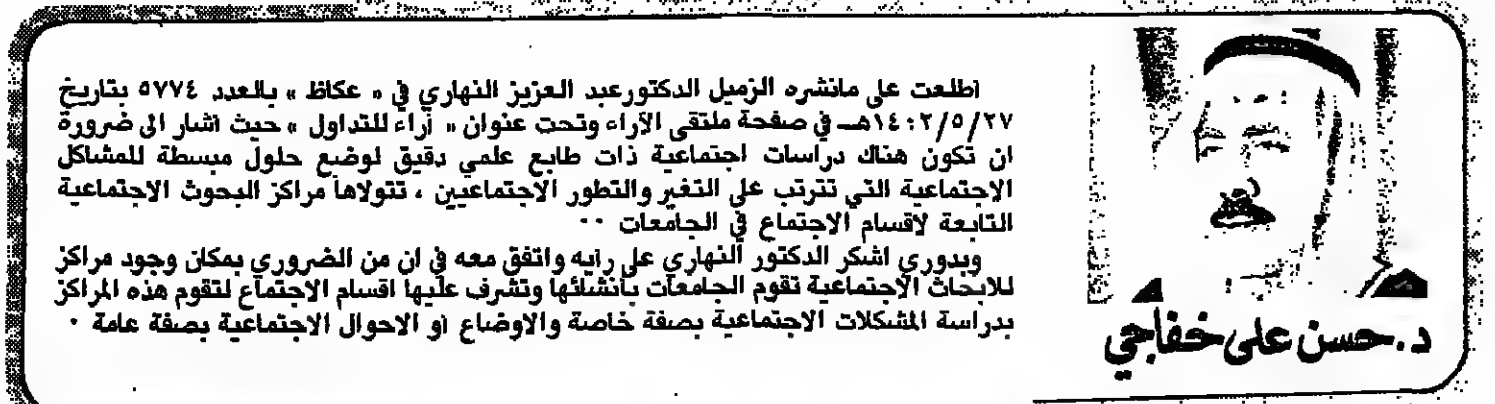 اطلعت على مانشره الزميل الدكتورعبد العزيز النهاري في « عكاظ » بالعدد ٥٧٧٤ بتاريخ
١٤٠٢/٥/٢٧هـ في صفحة ملتقى الآراء وتحت عنوان « آراء للتداول » حيث اشار الى ضرورة
ان تكون هناك دراسات اجتماعية ذات طابع علمي دقيق لوضع حلول مبسطة للمشاكل
الاجتماعية التي تترتب على التغير والتطور الاجتماعيين ، تتولاها مراكز البحوث الاجتماعية
التابعة لاقسام الاجتماع في الجامعات ٠٠
وبدوري اشكر الدكتور النهاري على رايه واتفق معه في ان من الضروري بمكان وجود مراكز
للابحاث الاجتماعية تقوم الجامعات بانشائها وتشرف عليها اقسام الاجتماع لتقوم هذه المراكز
بدراسة المشكلات الاجتماعية بصفة خاصة والاوضاع او الاحوال الاجتماعية بصفة عامة ٠
د. حسن على خفاجي